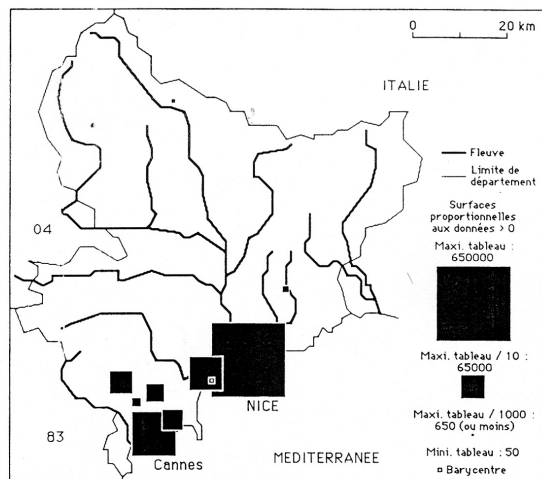 0 20 km
ITALIE
Fleuve
Limite de
département
Surfaces
proportionnelles
aux données > 0
Maxi. tableau :
650000
04
Maxi. tableau / 10 :
65000
NICE
Maxi. tableau / 1000 :
650 (ou moins)
83
Mini. tableau : 50
Cannes
MEDITERRANEE
Barycentre